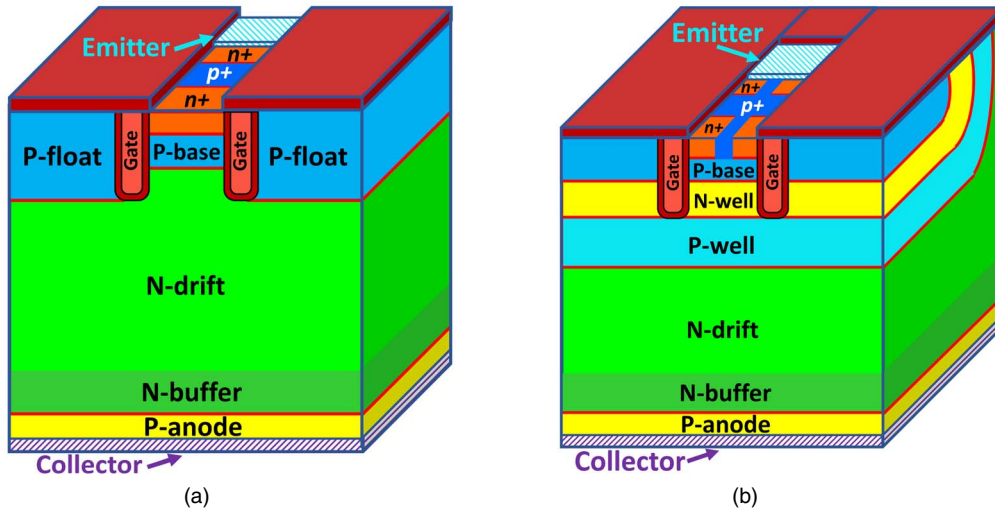 Emitter
n+
p+
n+
P-float
Gate
P-base
Gate
P-float
N-drift
N-buffer
P-anode
Collector
(a)
Emitter
n+
p+
n+
Gate
P-base
Gate
N-well
P-well
N-drift
N-buffer
P-anode
Collector
(b)